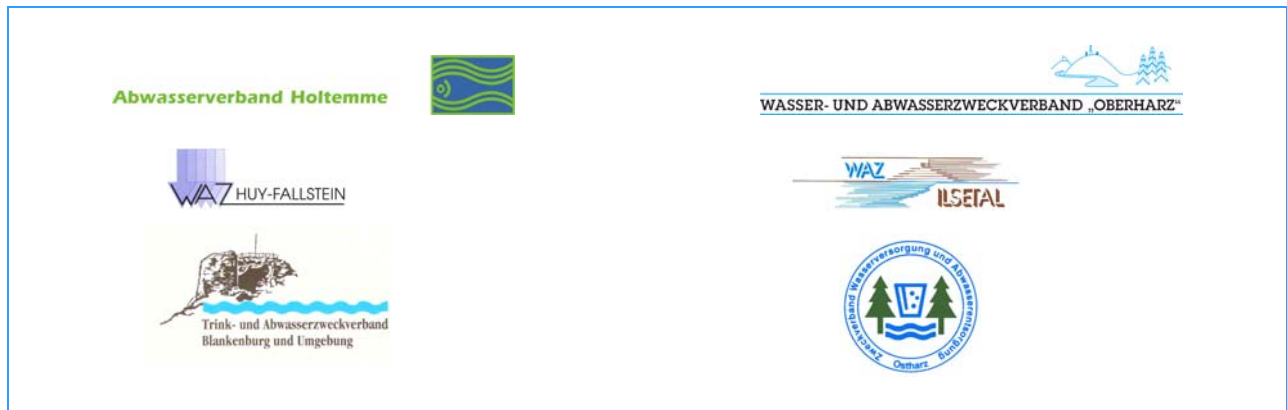 Abwasserverband Holtemme
WASSER- UND ABWASSERZWECKVERBAND „OBERHARZ“
WAZ HUY-FALLSTEIN
WAZ
ILSETAL
Trink- und Abwasserzweckverband
Blankenburg und Umgebung
Zweckverband Wasserversorgung und Abwasserentsorgung
Ostharz